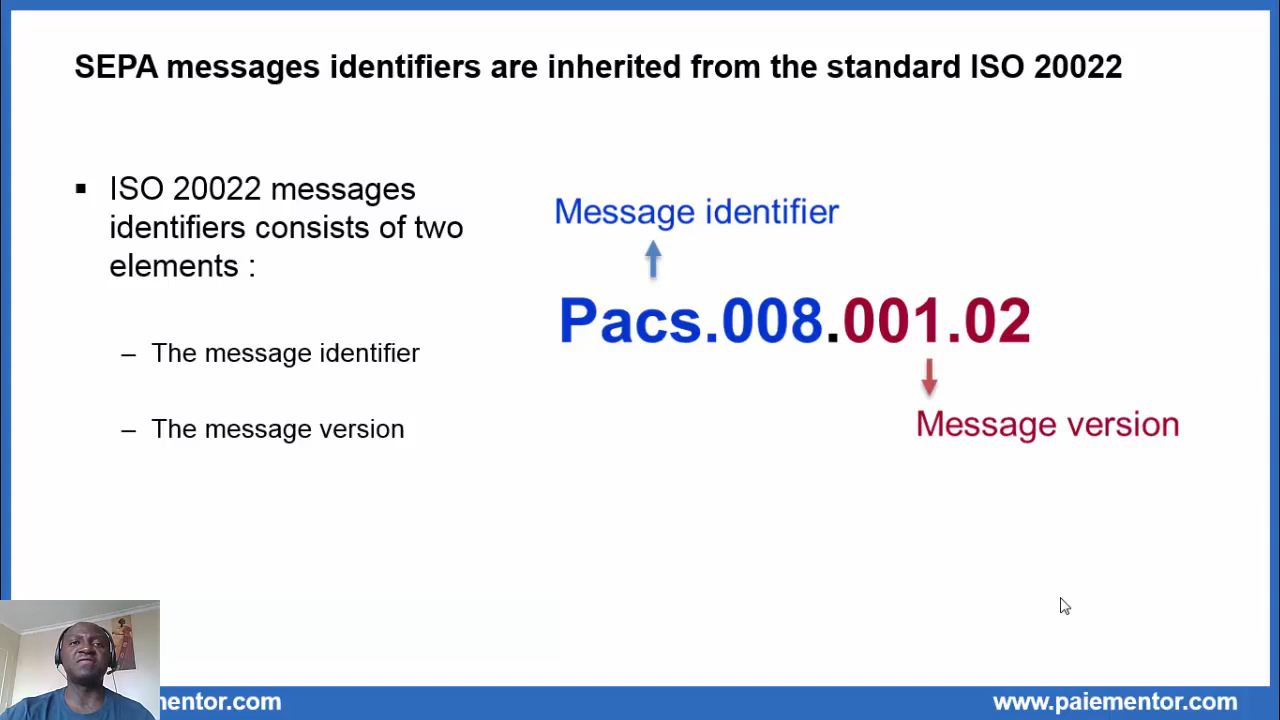 SEPA messages identifiers are inherited from the standard ISO 20022
ISO 20022 messages
identifiers consists of two
elements :
– The message identifier
– The message version
Message identifier
Pacs.008.001.02
Message version
mentor.com
www.paiementor.com